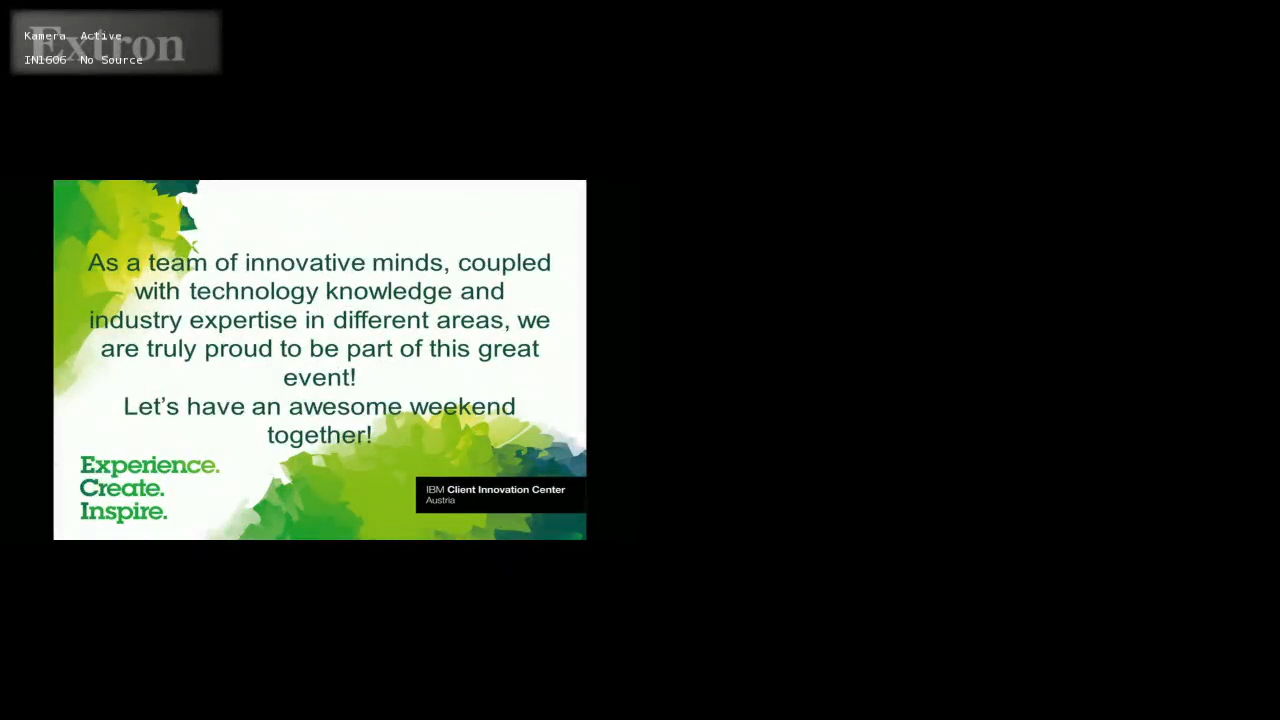 Extron
Kamera Active
IN1606 No Source
As a team of innovative minds, coupled
with technology knowledge and
industry expertise in different areas, we
are truly proud to be part of this great
event!
Let’s have an awesome weekend
together!
Experience.
Create.
Inspire.
IBM Client Innovation Center
Austria